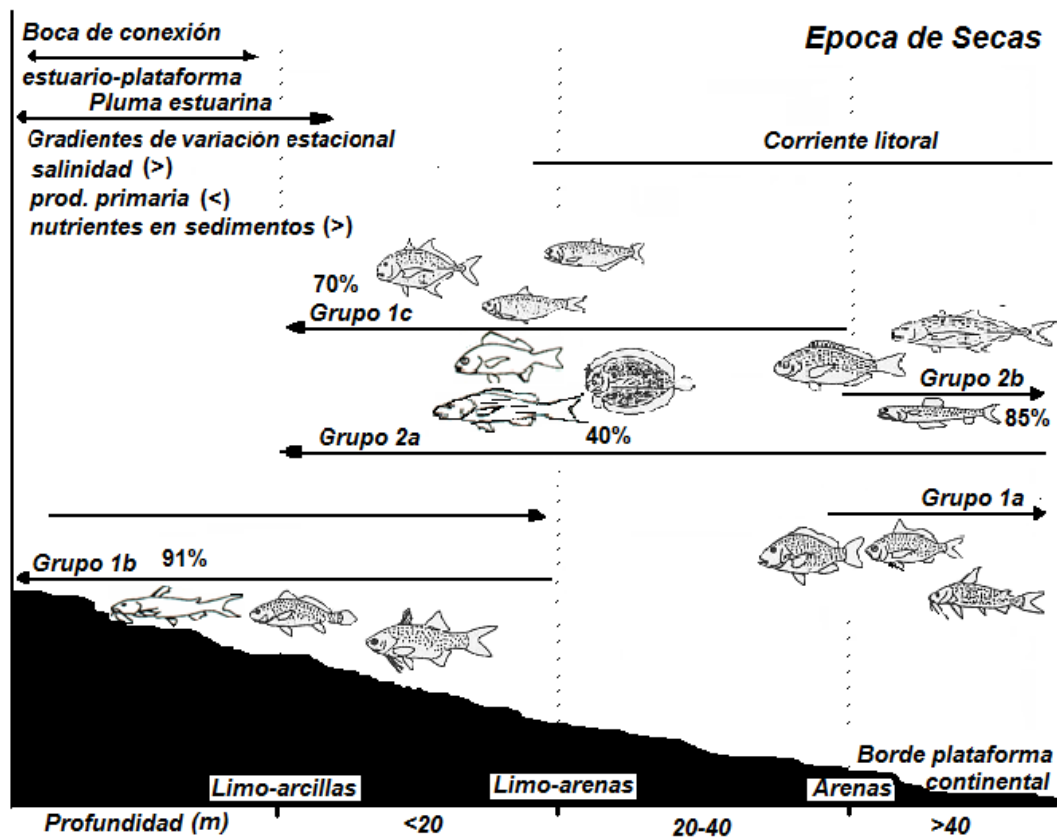 Boca de conexión
Epoca de Secas
estuario-plataforma
Pluma estuarina
Gradientes de variación estacional
salinidad (>)
prod. primaria (<)
nutrientes en sedimentos (>)
Corriente litoral
70%
Grupo 1c
Grupo 2b
85%
Grupo 2a
40%
Grupo 1a
Grupo 1b
91%
Borde plataforma
continental
Limo-arcillas
Limo-arenas
Arenas
Profundidad (m)
<20
20-40
>40